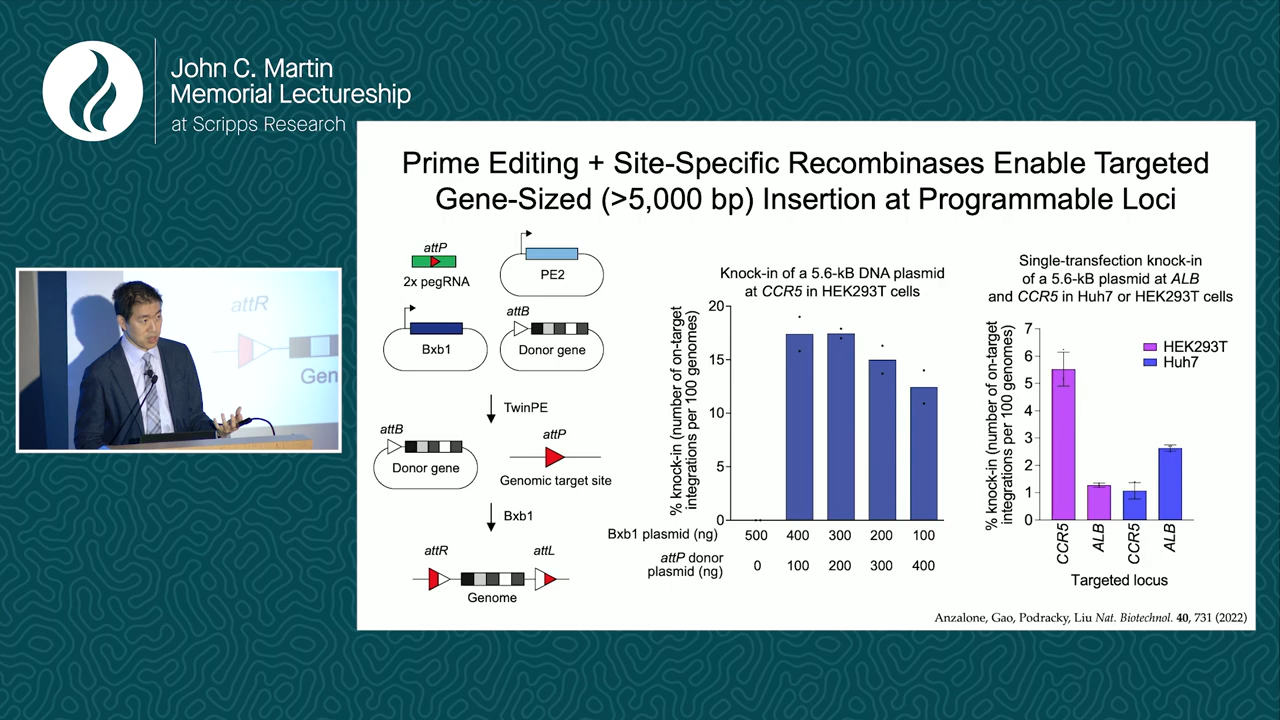 John C. Martin
Memorial Lectureship
at Scripps Research
Prime Editing + Site-Specific Recombinases Enable Targeted
Gene-Sized (>5,000 bp) Insertion at Programmable Loci
attP
2x pegRNA
PE2
Bxb1
attB
Donor gene
TwinPE
attB
Donor gene
attP
Genomic target site
Bxb1
attR
attL
Genome
Knock-in of a 5.6-kB DNA plasmid
at CCR5 in HEK293T cells
% knock-in (number of on-target
integrations per 100 genomes)
20
15
10
5
0
Bxb1 plasmid (ng) 500 400 300 200 100
attP donor
plasmid (ng) 0 100 200 300 400
Single-transfection knock-in
of a 5.6-kB plasmid at ALB
and CCR5 in Huh7 or HEK293T cells
% knock-in (number of on-target
integrations per 100 genomes)
7
6
5
4
3
2
1
0
HEK293T
Huh7
CCR5 ALB CCR5 ALB
Targeted locus
Anzalone, Gao, Podracky, Liu Nat. Biotechnol. 40, 731 (2022)
attR
Gen